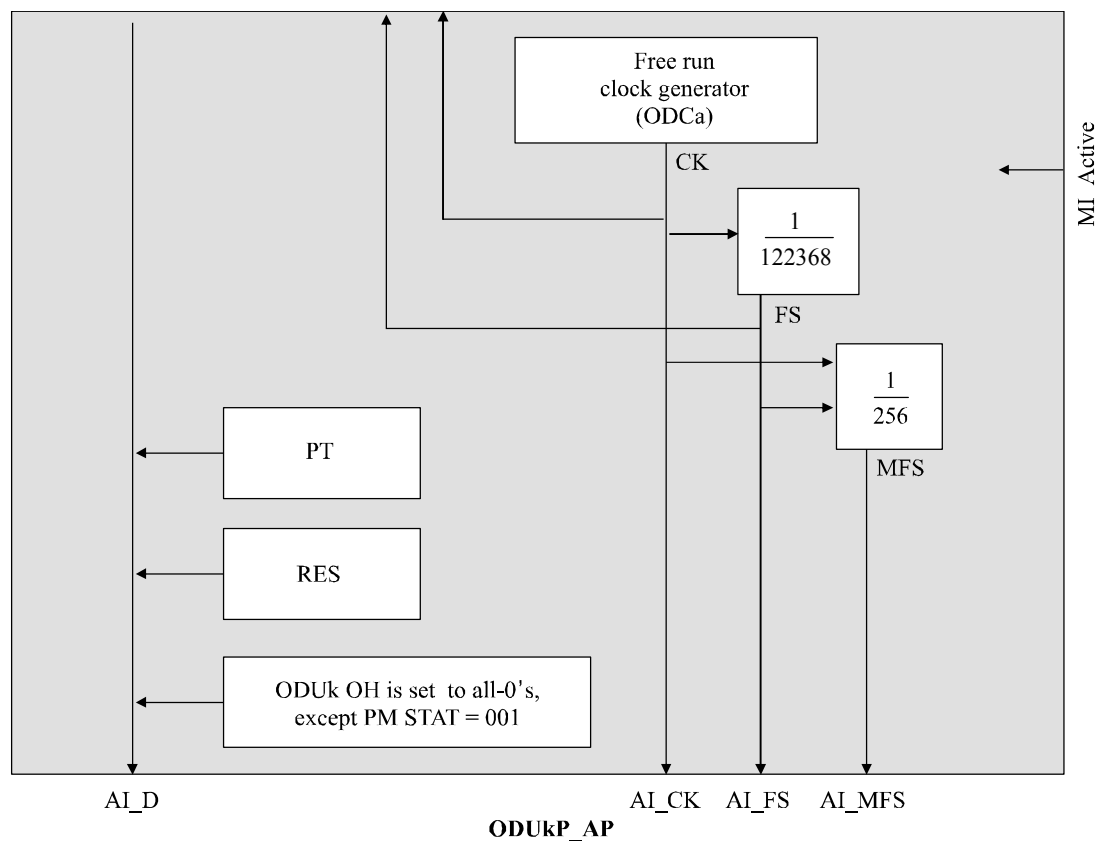 Free run
clock generator
(ODCa)
CK
MI_Active
1
122368
FS
1
256
MFS
PT
RES
ODUk OH is set to all-0's,
except PM STAT = 001
AI_D
AI_CK
AI_FS
AI_MFS
ODUkP_AP